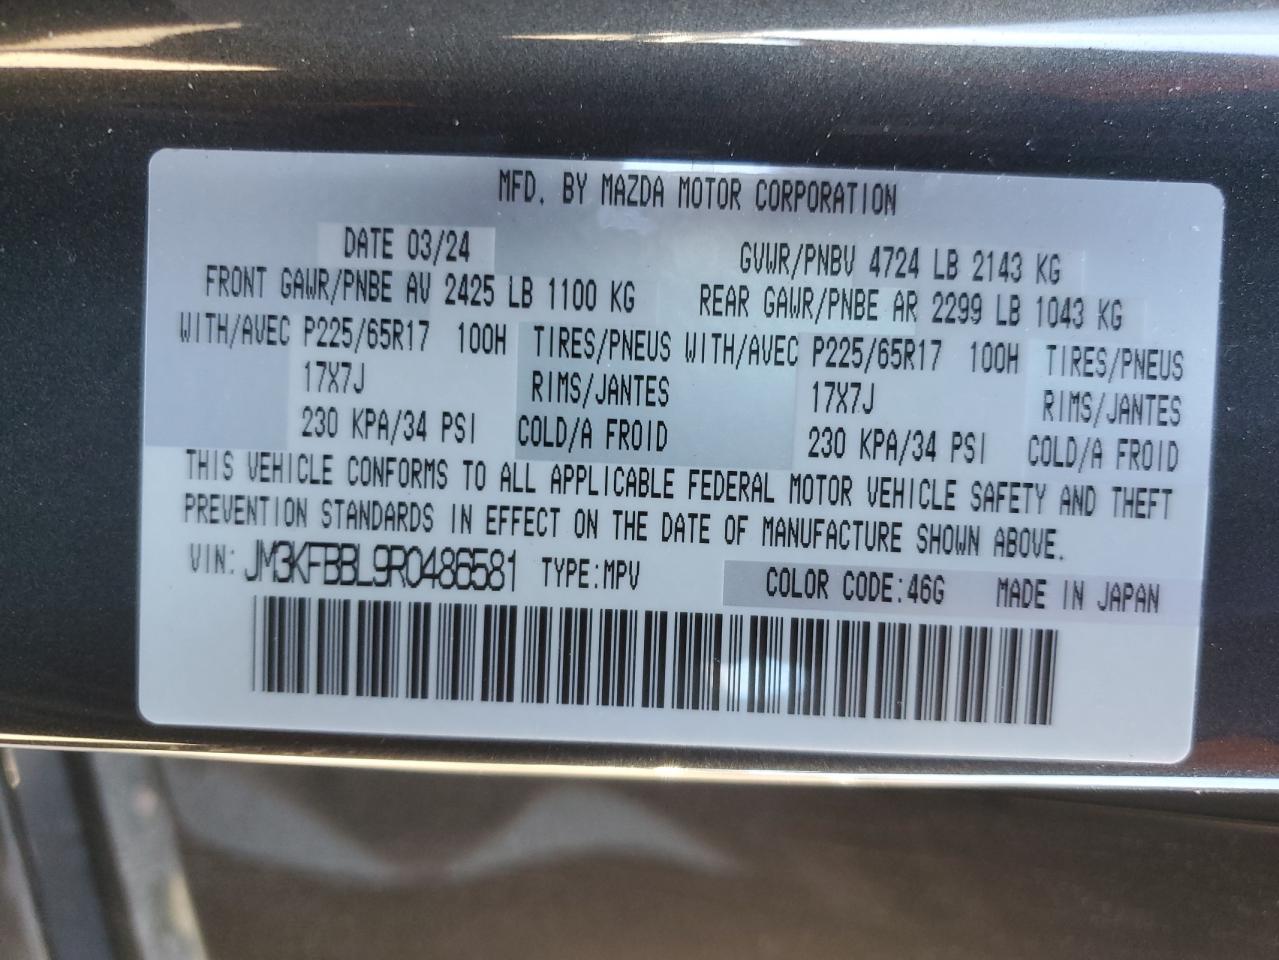 MFD. BY MAZDA MOTOR CORPORATION
DATE 03/24 GVWR/PNBV 4724 LB 2143 KG
FRONT GAWR/PNBE AV 2425 LB 1100 KG REAR GAWR/PNBE AR 2299 LB 1043 KG
WITH/AVEC P225/65R17 100H TIRES/PNEUS WITH/AVEC P225/65R17 100H TIRES/PNEUS
17X7J RIMS/JANTES 17X7J RIMS/JANTES
230 KPA/34 PSI COLD/A FROID 230 KPA/34 PSI COLD/A FROID
THIS VEHICLE CONFORMS TO ALL APPLICABLE FEDERAL MOTOR VEHICLE SAFETY AND THEFT
PREVENTION STANDARDS IN EFFECT ON THE DATE OF MANUFACTURE SHOWN ABOVE.
VIN: JM3KFBBL9R0486581 TYPE:MPV COLOR CODE:46G MADE IN JAPAN